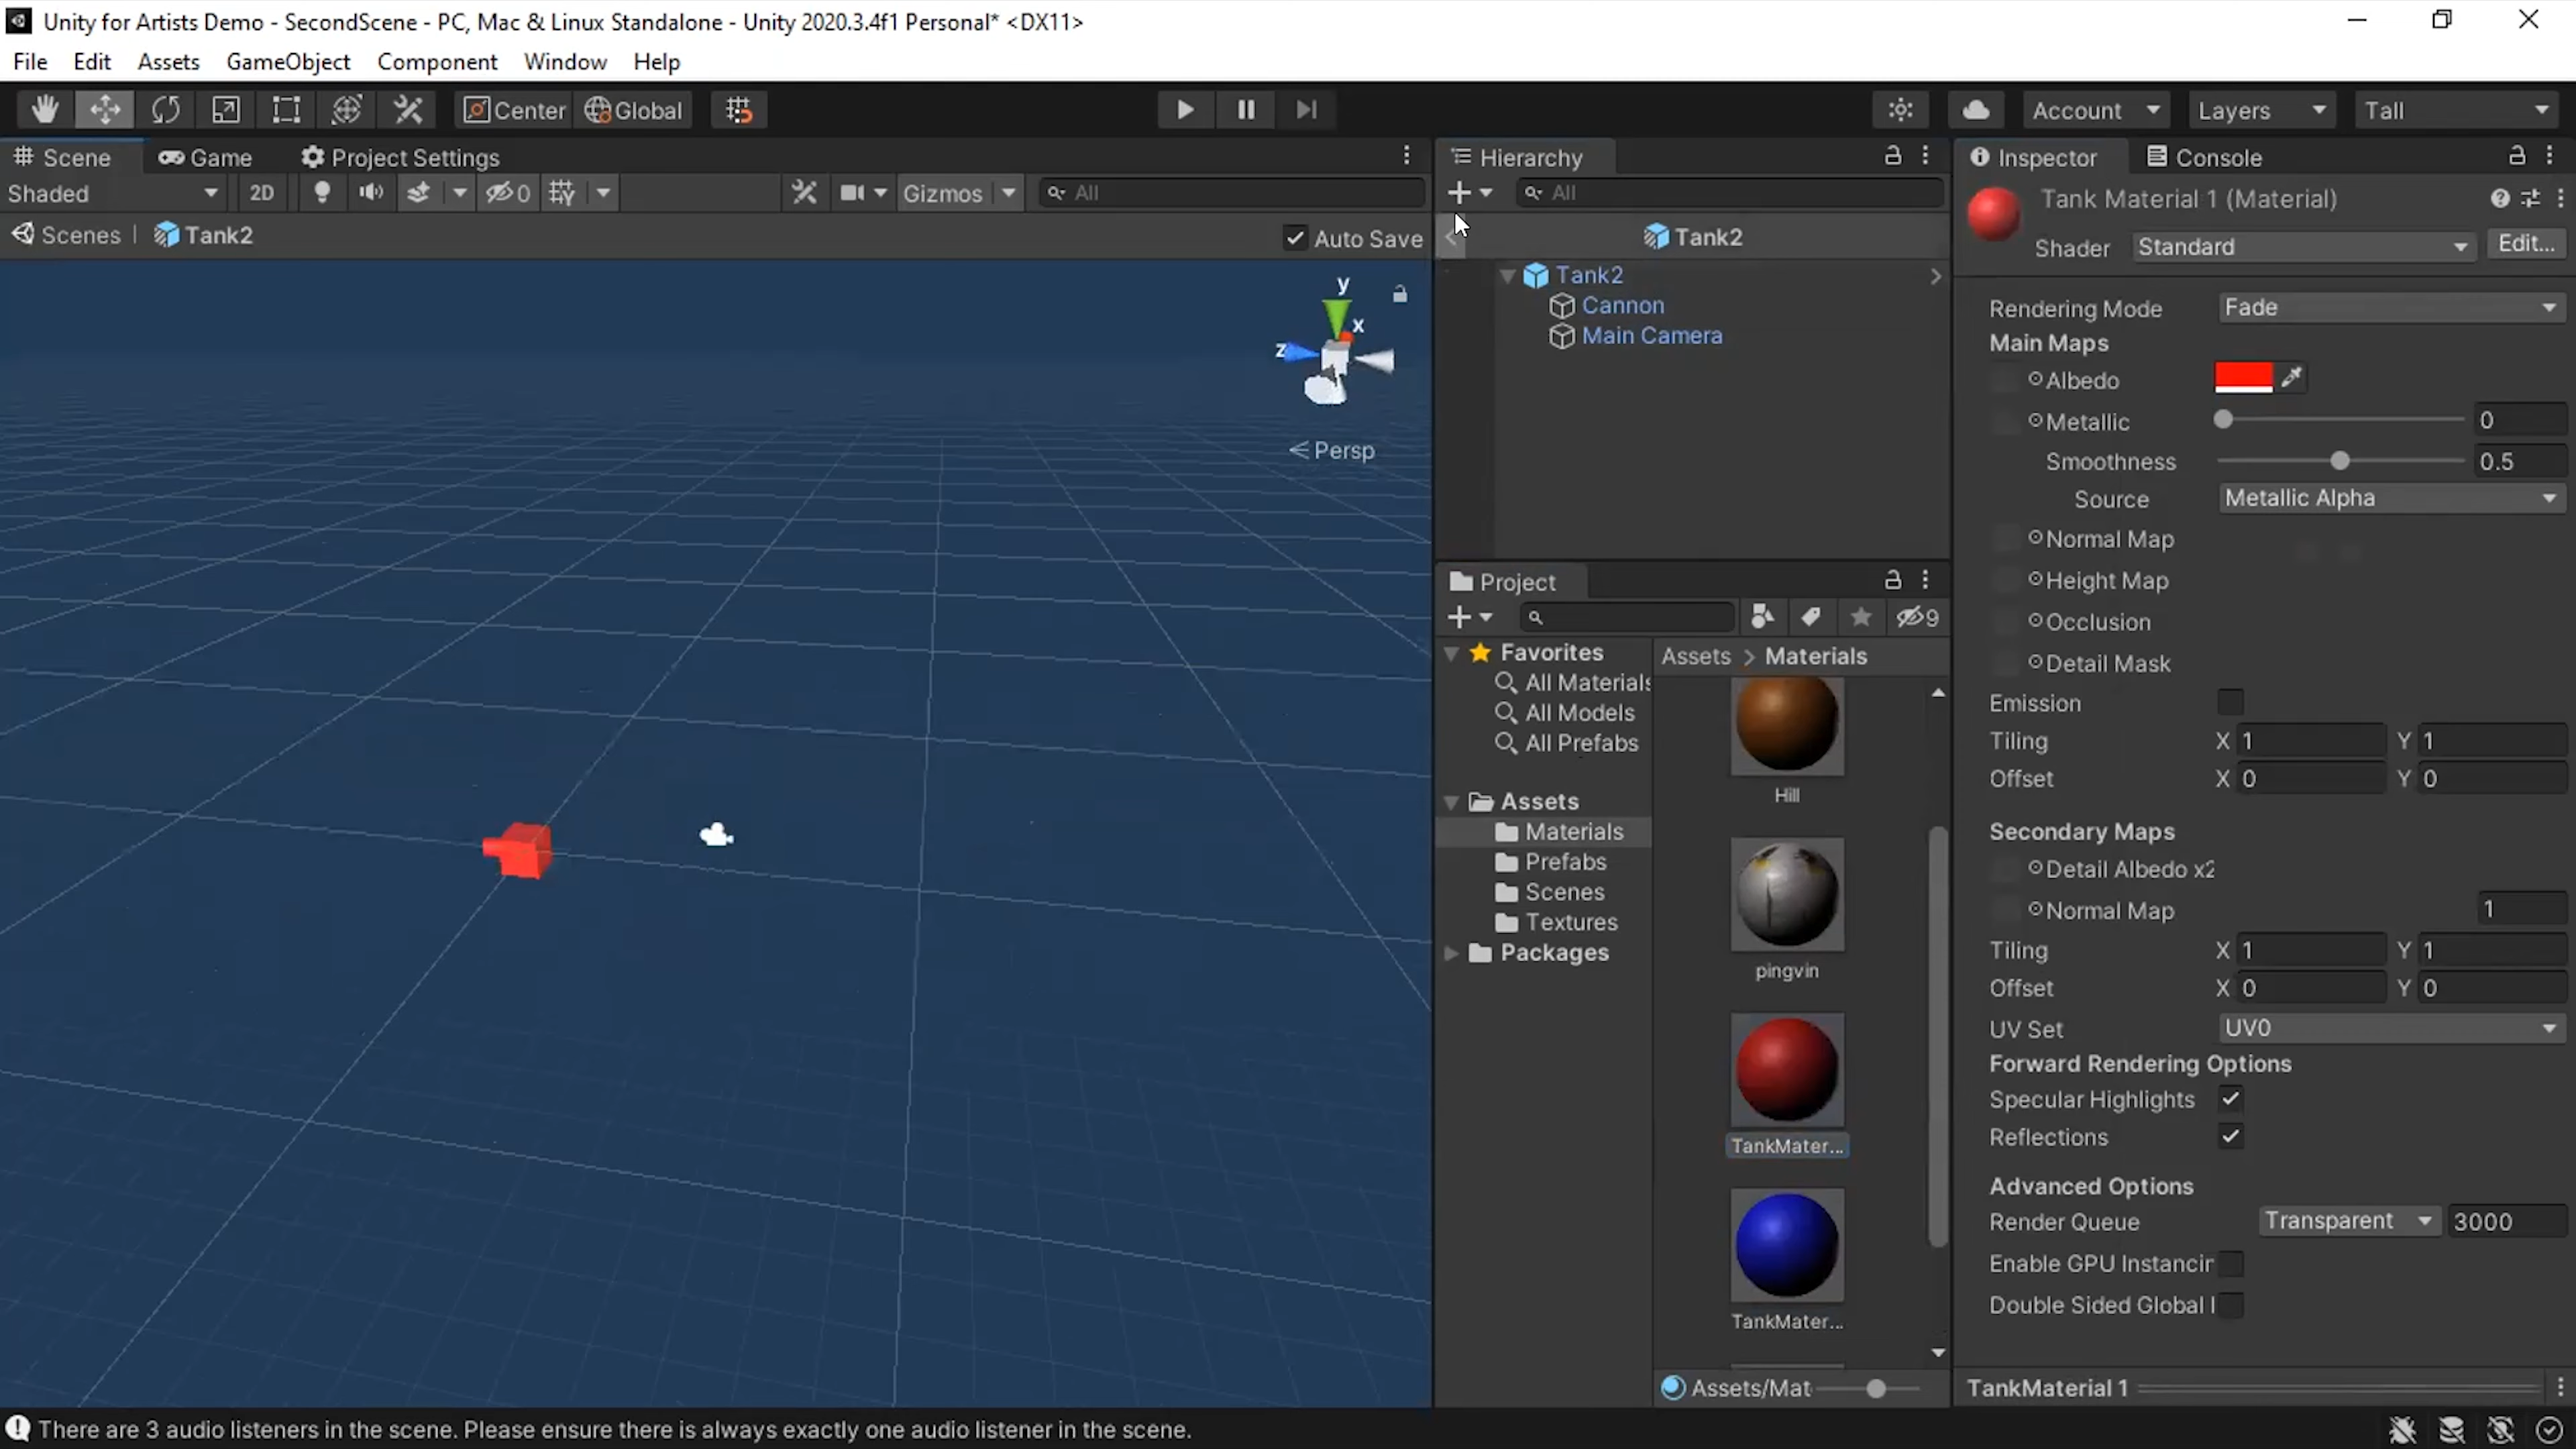 Unity for Artists Demo - SecondScene - PC, Mac & Linux Standalone - Unity 2020.3.4f1 Personal* <DX11>
File Edit Assets GameObject Component Window Help
Center Global Account Layers Tall
Scene Game Project Settings
Shaded 2D 0 Gizmos All
Scenes | Tank2 Auto Save
y
x
z
Persp
Hierarchy
All
Tank2
Tank2
Cannon
Main Camera
Project
9
Favorites
All Materials
All Models
All Prefabs
Assets
Materials
Prefabs
Scenes
Textures
Packages
Assets > Materials
Hill
pingvin
TankMater...
TankMater...
Assets/Mat
Inspector Console
Tank Material 1 (Material)
Shader Standard Edit...
Rendering Mode Fade
Main Maps
Albedo
Metallic 0
Smoothness 0.5
Source Metallic Alpha
Normal Map
Height Map
Occlusion
Detail Mask
Emission
Tiling X 1 Y 1
Offset X 0 Y 0
Secondary Maps
Detail Albedo x2
Normal Map 1
Tiling X 1 Y 1
Offset X 0 Y 0
UV Set UV0
Forward Rendering Options
Specular Highlights
Reflections
Advanced Options
Render Queue Transparent 3000
Enable GPU Instancin
Double Sided Global I
TankMaterial 1
There are 3 audio listeners in the scene. Please ensure there is always exactly one audio listener in the scene.